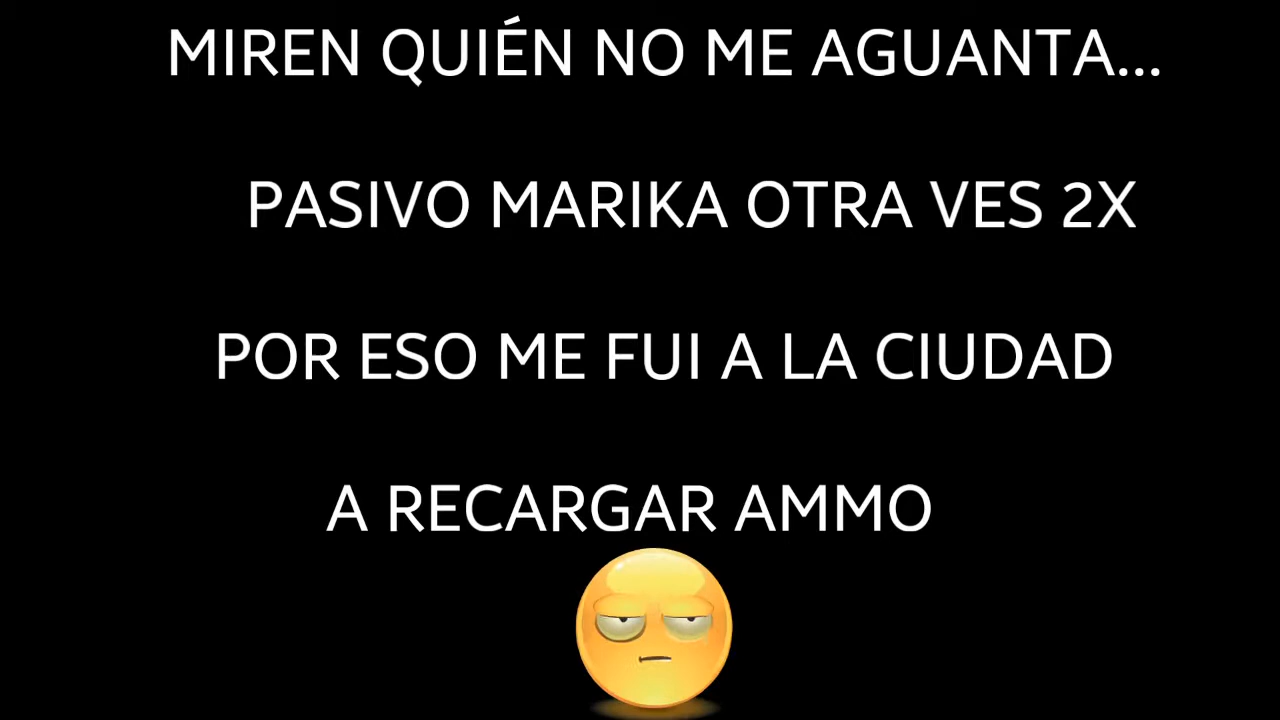 MIREN QUIÉN NO ME AGUANTA...
PASIVO MARIKA OTRA VES 2X
POR ESO ME FUI A LA CIUDAD
A RECARGAR AMMO